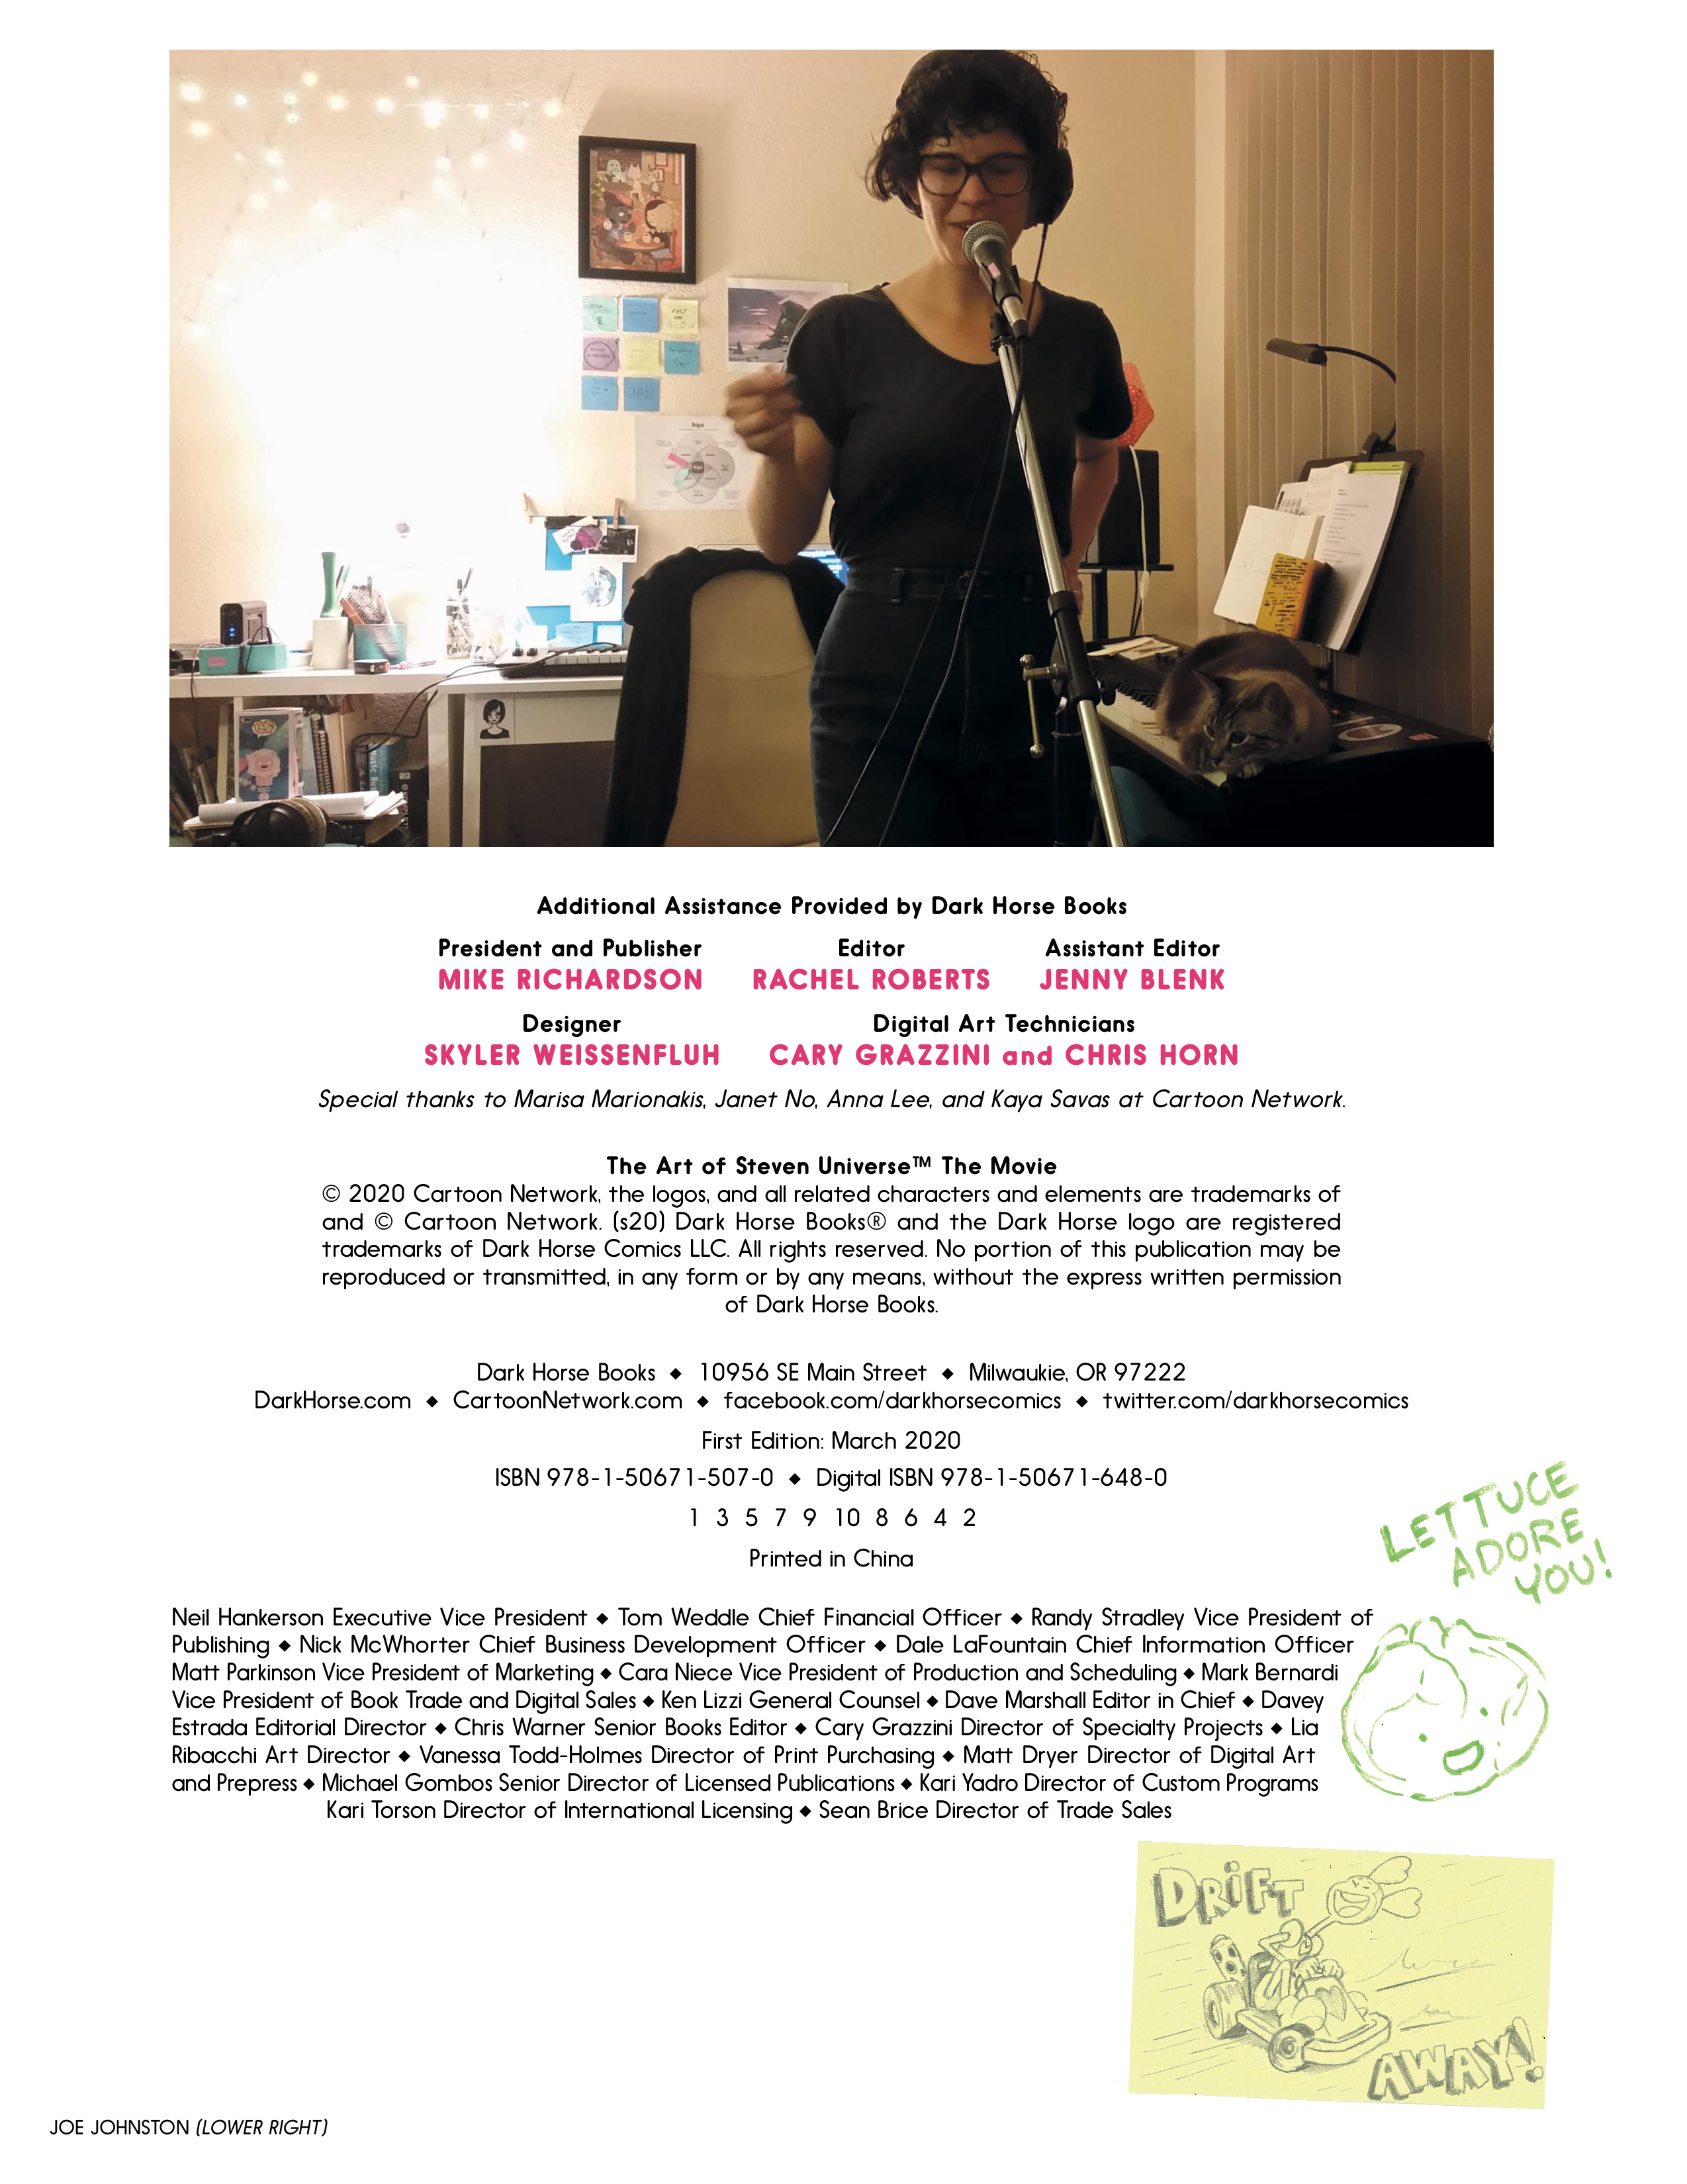 FAST
SLOW
Ikigai
Additional Assistance Provided by Dark Horse Books
President and Publisher Editor Assistant Editor
MIKE RICHARDSON RACHEL ROBERTS JENNY BLENK
Designer Digital Art Technicians
SKYLER WEISSENFLUH CARY GRAZZINI and CHRIS HORN
Special thanks to Marisa Marionakis, Janet No, Anna Lee, and Kaya Savas at Cartoon Network.
The Art of Steven Universe™ The Movie
© 2020 Cartoon Network, the logos, and all related characters and elements are trademarks of
and © Cartoon Network. (s20) Dark Horse Books® and the Dark Horse logo are registered
trademarks of Dark Horse Comics LLC. All rights reserved. No portion of this publication may be
reproduced or transmitted, in any form or by any means, without the express written permission
of Dark Horse Books.
Dark Horse Books ◆ 10956 SE Main Street ◆ Milwaukie, OR 97222
DarkHorse.com ◆ CartoonNetwork.com ◆ facebook.com/darkhorsecomics ◆ twitter.com/darkhorsecomics
First Edition: March 2020
ISBN 978-1-50671-507-0 ◆ Digital ISBN 978-1-50671-648-0
1 3 5 7 9 10 8 6 4 2
Printed in China
LETTUCE
ADORE
YOU!
Neil Hankerson Executive Vice President ◆ Tom Weddle Chief Financial Officer ◆ Randy Stradley Vice President of
Publishing ◆ Nick McWhorter Chief Business Development Officer ◆ Dale LaFountain Chief Information Officer
Matt Parkinson Vice President of Marketing ◆ Cara Niece Vice President of Production and Scheduling ◆ Mark Bernardi
Vice President of Book Trade and Digital Sales ◆ Ken Lizzi General Counsel ◆ Dave Marshall Editor in Chief ◆ Davey
Estrada Editorial Director ◆ Chris Warner Senior Books Editor ◆ Cary Grazzini Director of Specialty Projects ◆ Lia
Ribacchi Art Director ◆ Vanessa Todd-Holmes Director of Print Purchasing ◆ Matt Dryer Director of Digital Art
and Prepress ◆ Michael Gombos Senior Director of Licensed Publications ◆ Kari Yadro Director of Custom Programs
Kari Torson Director of International Licensing ◆ Sean Brice Director of Trade Sales
DRIFT
AWAY!
JOE JOHNSTON (LOWER RIGHT)